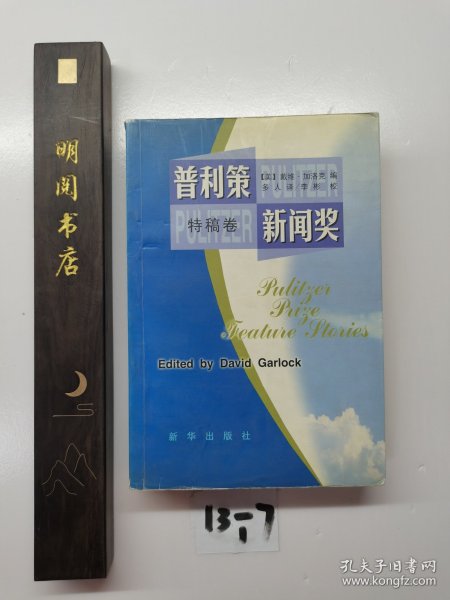 明阅书店
普利策
PULITZER
【美】戴维·加洛克 编
多人译/李彬 校
PULITZER
特稿卷
新闻奖
Pulitzer
Prize
Feature Stories
Edited by David Garlock
新华出版社
13-7
1
孔夫子旧书网
www.kongfz.com